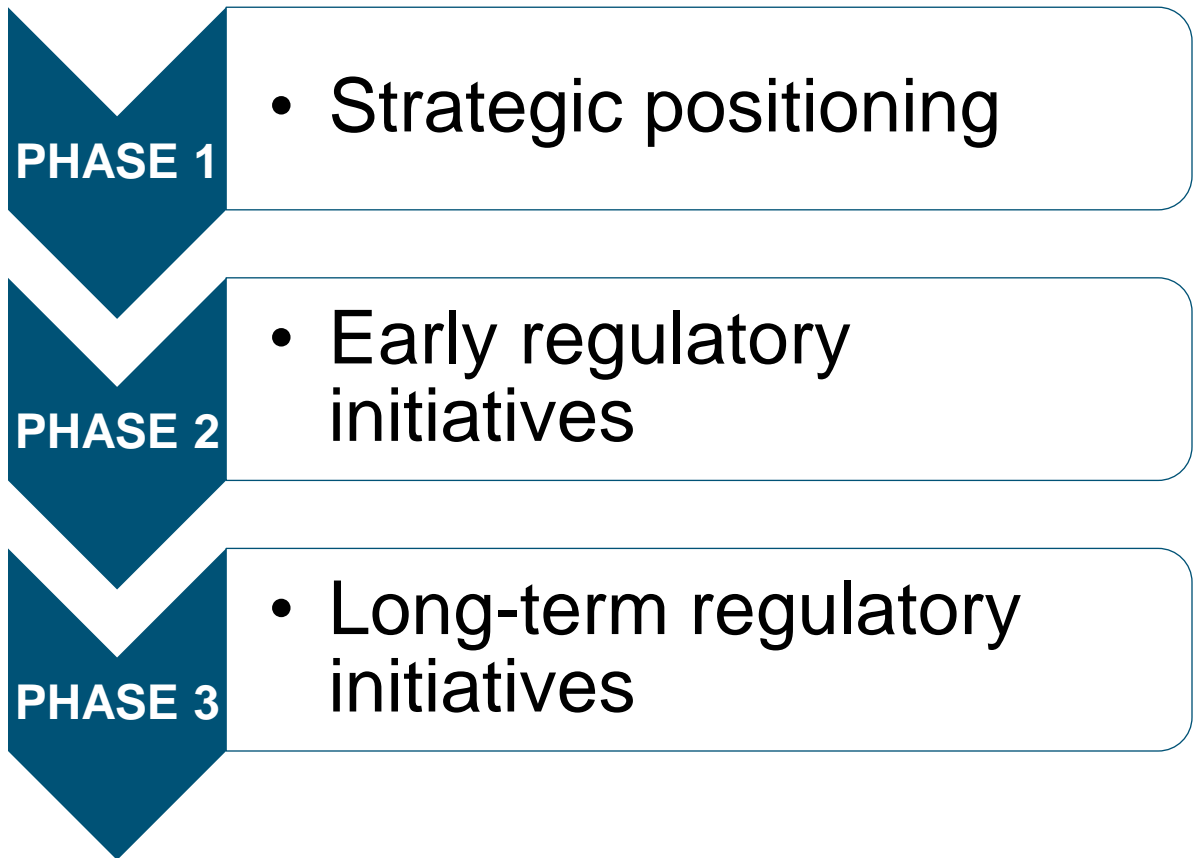 PHASE 1
• Strategic positioning
PHASE 2
• Early regulatory
initiatives
PHASE 3
• Long-term regulatory
initiatives